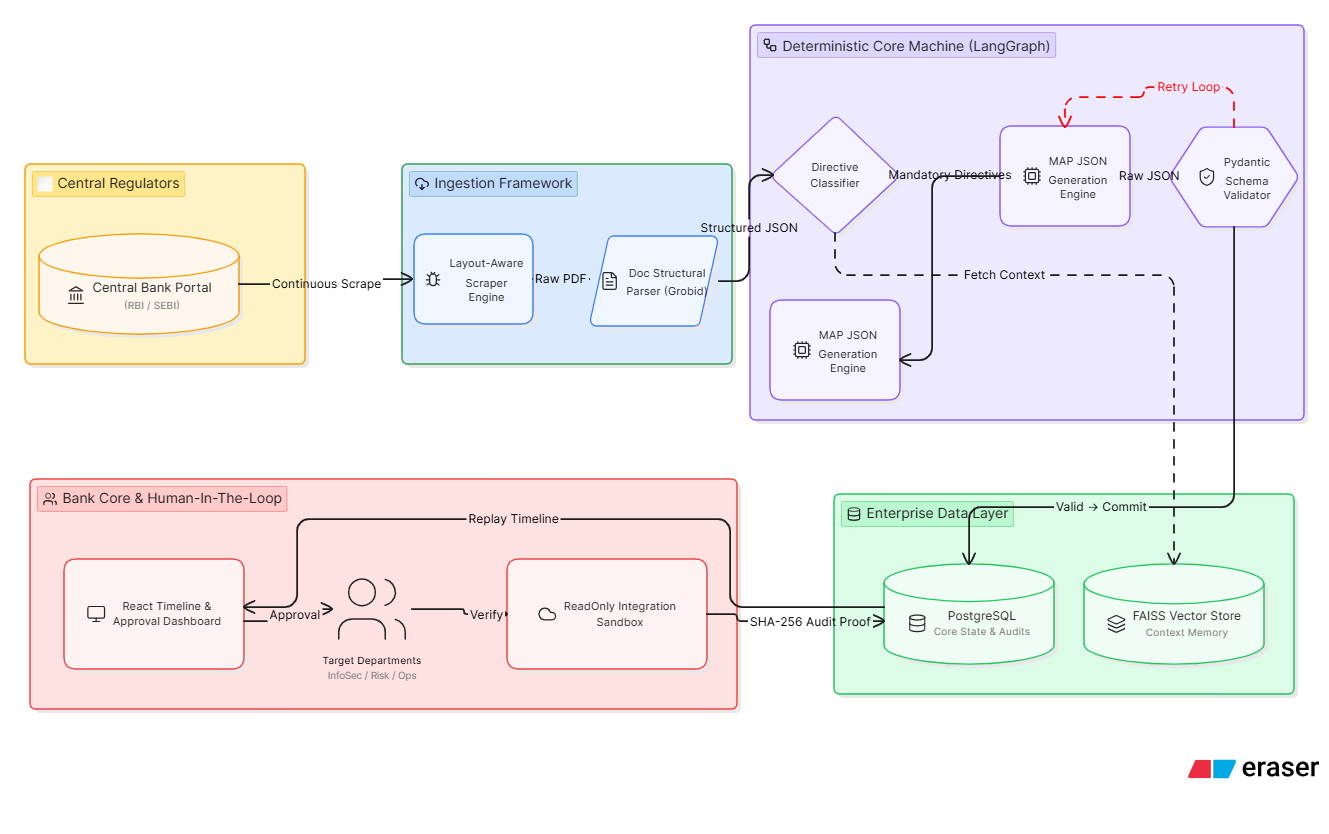 Deterministic Core Machine (LangGraph)
Retry Loop
Central Regulators
Central Bank Portal
(RBI / SEBI)
Continuous Scrape
Ingestion Framework
Layout-Aware
Scraper
Engine
Raw PDF
Doc Structural
Parser (Grobid)
Structured JSON
Directive
Classifier
Mandatory Directives
MAP JSON
Generation
Engine
Raw JSON
Pydantic
Schema
Validator
Fetch Context
MAP JSON
Generation
Engine
Bank Core & Human-In-The-Loop
Replay Timeline
React Timeline &
Approval Dashboard
Approval
Target Departments
InfoSec / Risk / Ops
Verify
ReadOnly Integration
Sandbox
SHA-256 Audit Proof
Enterprise Data Layer
Valid → Commit
PostgreSQL
Core State & Audits
FAISS Vector Store
Context Memory
eraser